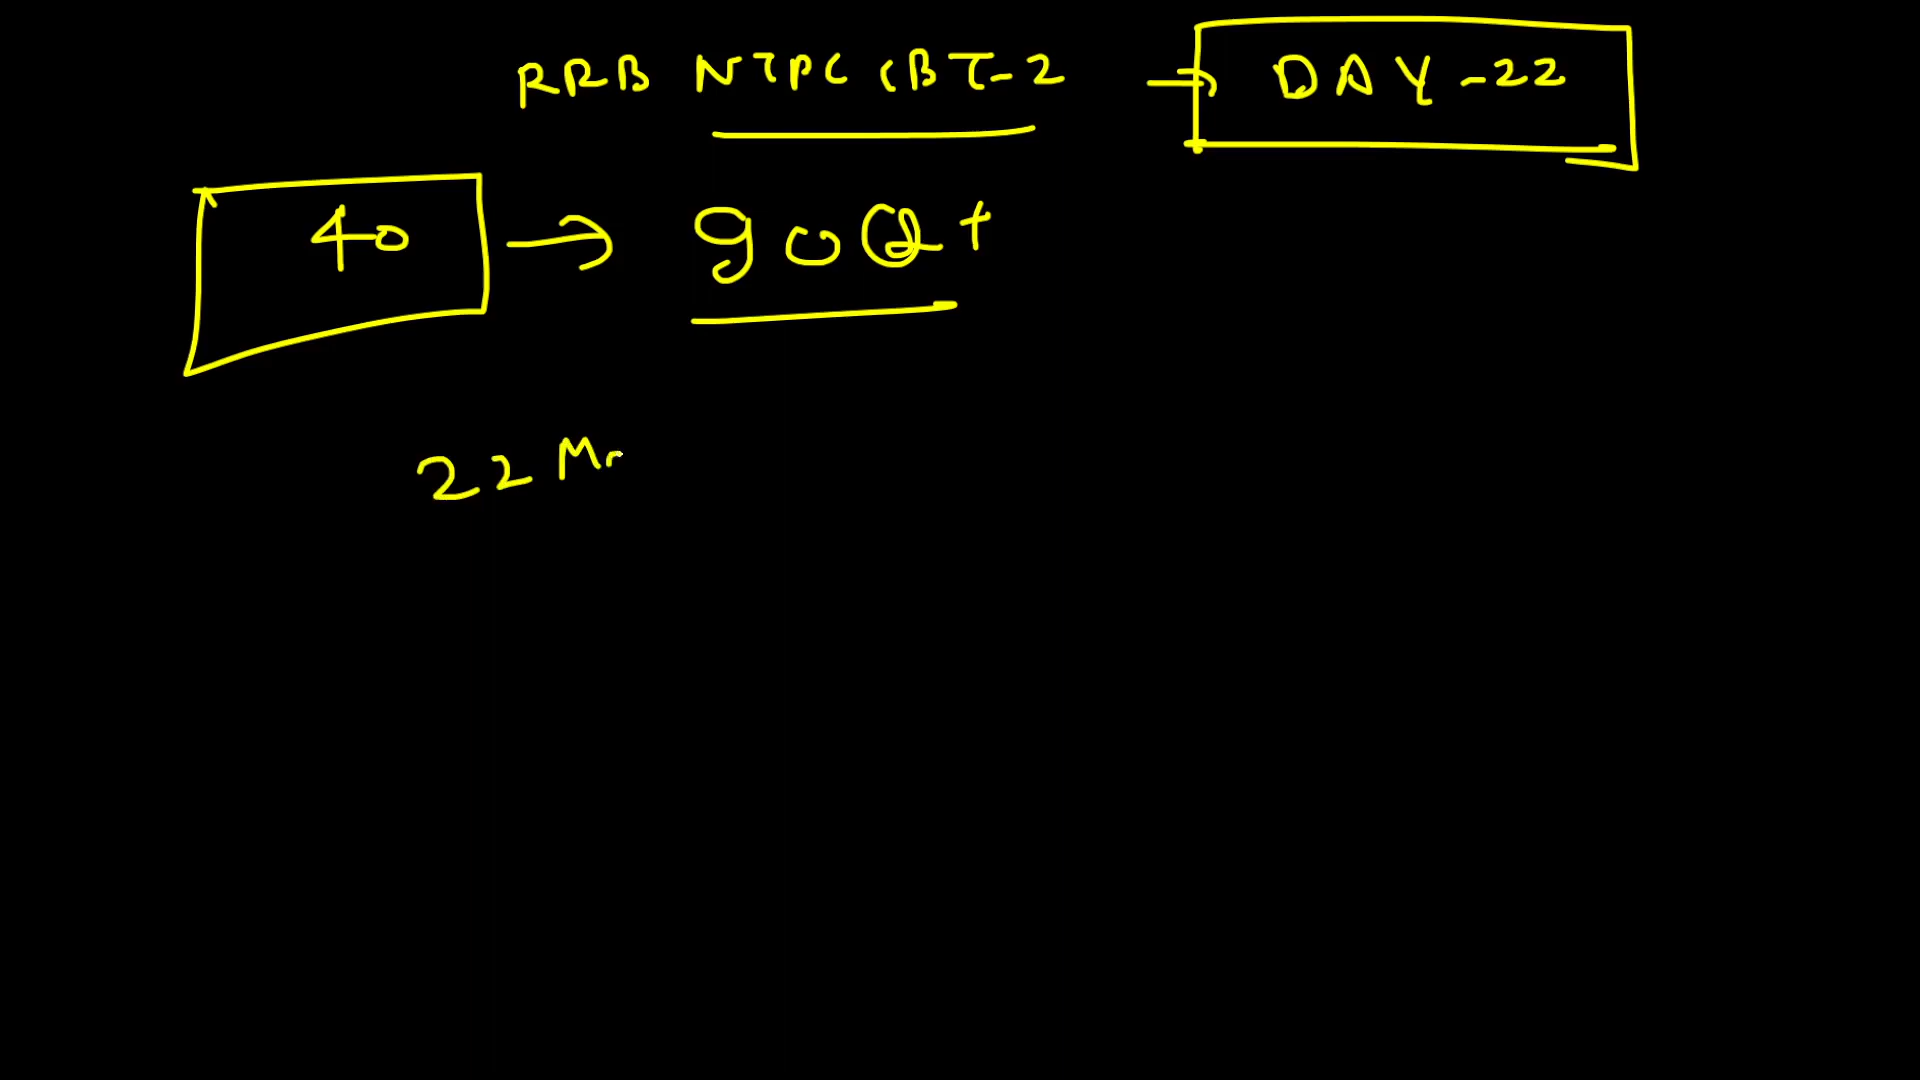 RRB NTPC CBT-2 → DAY-22
40 → 90Q+
22 M